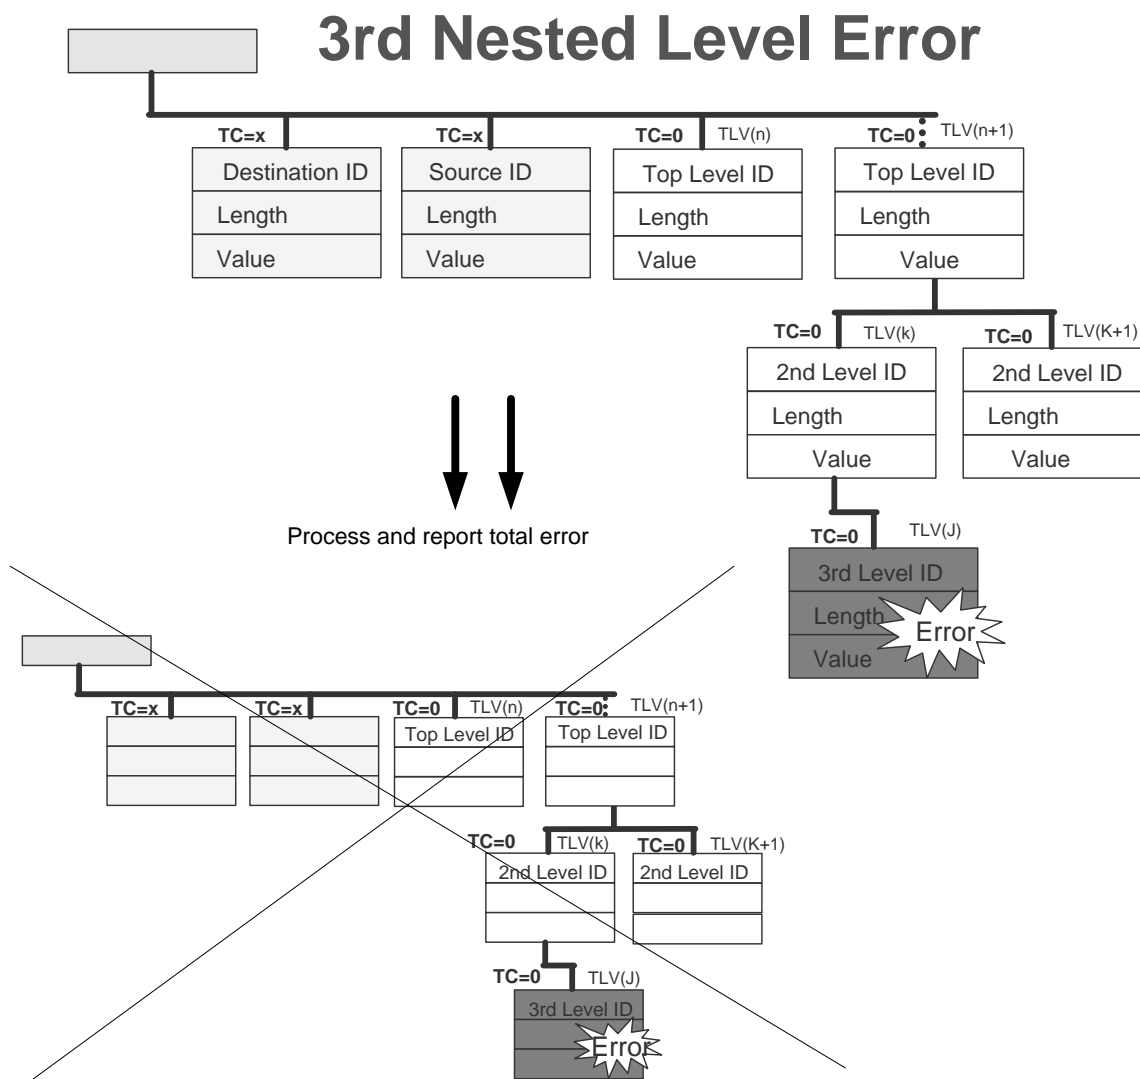 3rd Nested Level Error
TC=x TC=x TC=0 TLV(n) TC=0 TLV(n+1)
Destination ID Source ID Top Level ID Top Level ID
Length Length Length Length
Value Value Value Value
TC=0 TLV(k) TC=0 TLV(K+1)
2nd Level ID 2nd Level ID
Length Length
Value Value
Process and report total error
TC=0 TLV(J)
3rd Level ID
Length
Error
Value
TC=x TC=x TC=0 TLV(n) TC=0 TLV(n+1)
Top Level ID Top Level ID
TC=0 TLV(k) TC=0 TLV(K+1)
2nd Level ID 2nd Level ID
TC=0 TLV(J)
3rd Level ID
Error